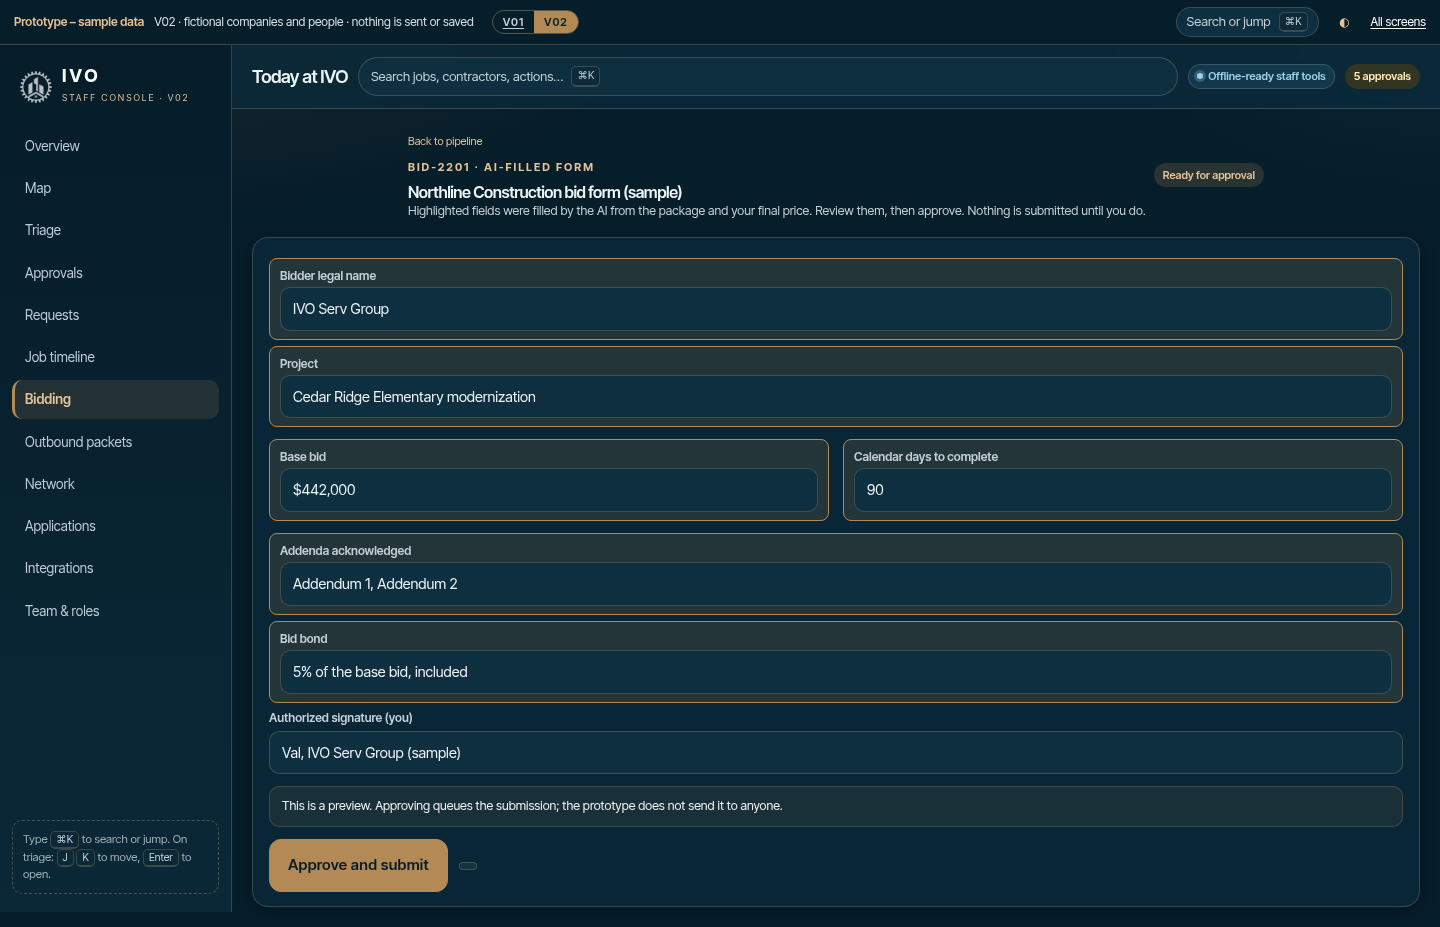 Prototype – sample data V02 · fictional companies and people · nothing is sent or saved V01 V02 Search or jump ⌘K All screens
IVO
STAFF CONSOLE · V02
Today at IVO Search jobs, contractors, actions… ⌘K Offline-ready staff tools 5 approvals
Overview
Map
Triage
Approvals
Requests
Job timeline
Bidding
Outbound packets
Network
Applications
Integrations
Team & roles
Type ⌘K to search or jump. On
triage: J K to move, Enter to
open.
Back to pipeline
BID-2201 · AI-FILLED FORM
Ready for approval
Northline Construction bid form (sample)
Highlighted fields were filled by the AI from the package and your final price. Review them, then approve. Nothing is submitted until you do.
Bidder legal name
IVO Serv Group
Project
Cedar Ridge Elementary modernization
Base bid
$442,000
Calendar days to complete
90
Addenda acknowledged
Addendum 1, Addendum 2
Bid bond
5% of the base bid, included
Authorized signature (you)
Val, IVO Serv Group (sample)
This is a preview. Approving queues the submission; the prototype does not send it to anyone.
Approve and submit